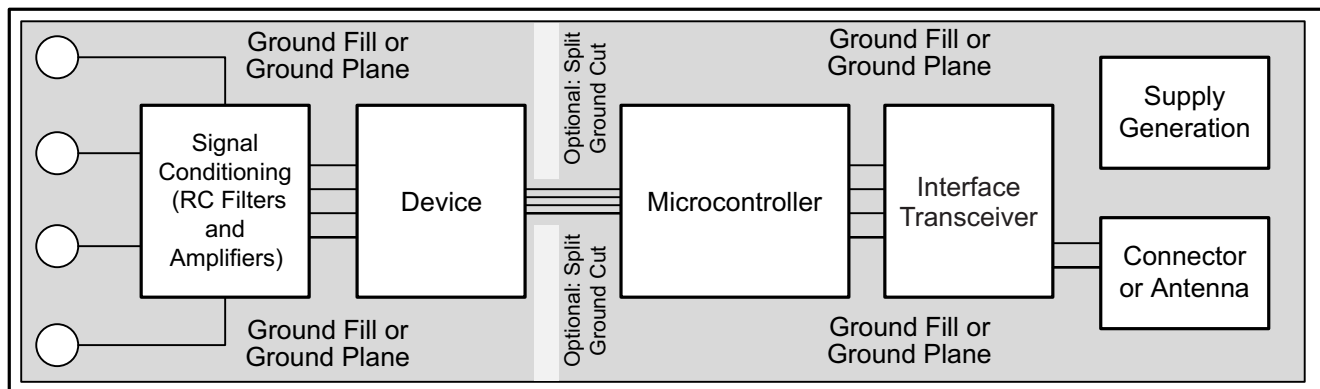 Ground Fill or
Ground Plane
Optional: Split
Ground Cut
Ground Fill or
Ground Plane
Supply
Generation
Signal
Conditioning
(RC Filters
and
Amplifiers)
Device
Microcontroller
Interface
Transceiver
Connector
or Antenna
Ground Fill or
Ground Plane
Optional: Split
Ground Cut
Ground Fill or
Ground Plane